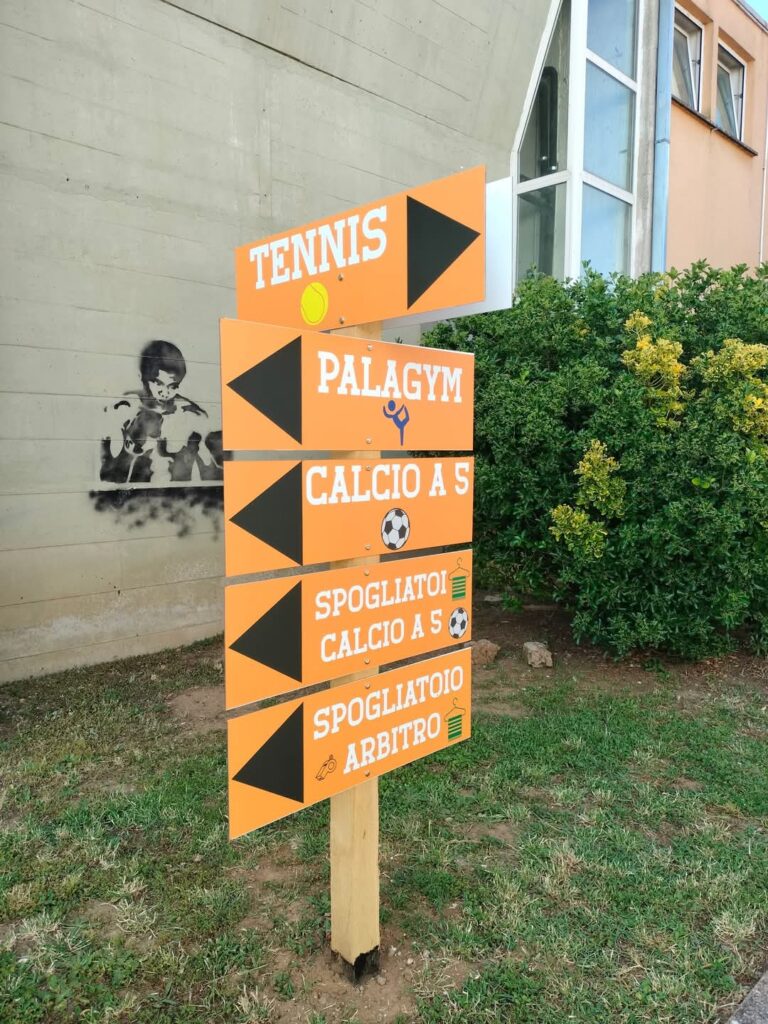 TENNIS
PALAGYM
CALCIO A 5
SPOGLIATOI
CALCIO A 5
SPOGLIATOIO
ARBITRO